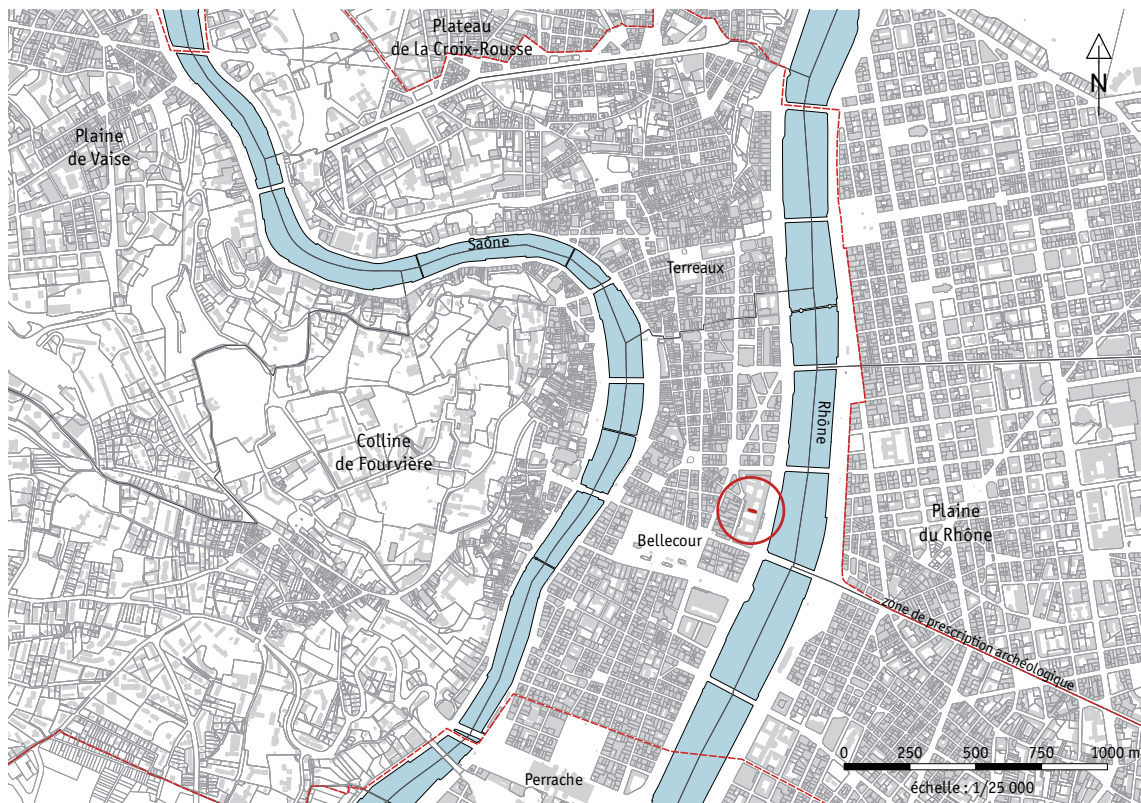 Plateau
de la Croix-Rousse
N
Plaine
de Vaise
Saône
Terreaux
Rhône
Colline
de Fourvière
Plaine
du Rhône
Bellecour
zone de prescription archéologique
Perrache
0 250 500 750 1000 m
échelle : 1/25 000